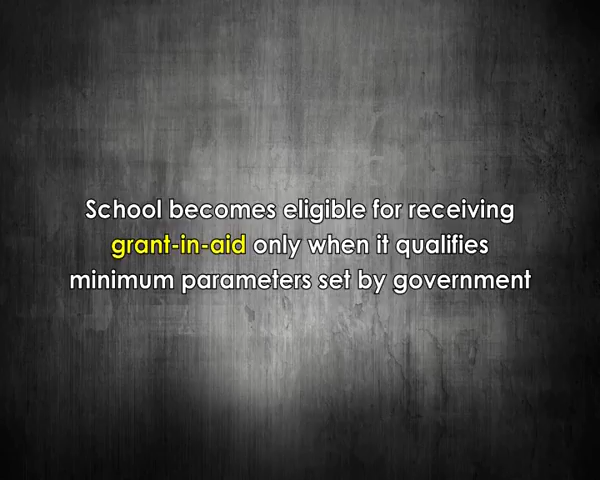 School becomes eligible for receiving
grant-in-aid only when it qualifies
minimum parameters set by government